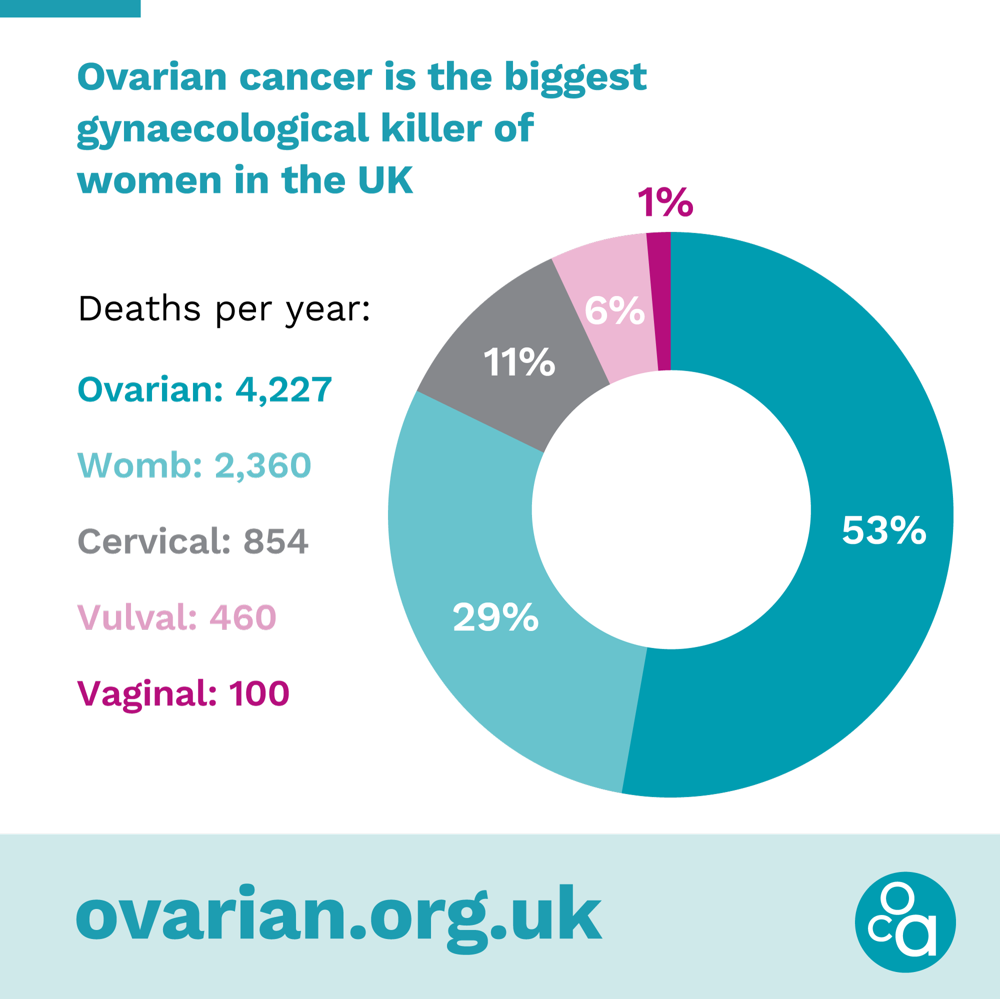 Ovarian cancer is the biggest
gynaecological killer of
women in the UK
Deaths per year:
Ovarian: 4,227
Womb: 2,360
Cervical: 854
Vulval: 460
Vaginal: 100
1%
6%
11%
53%
29%
ovarian.org.uk
o
ca